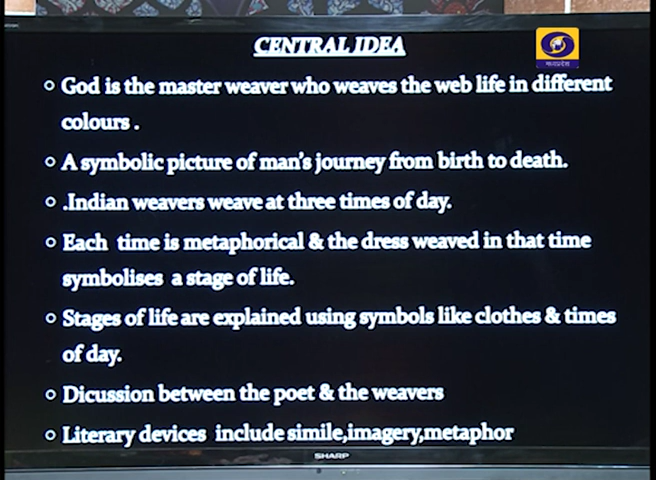 CENTRAL IDEA
मध्यप्रदेश
God is the master weaver who weaves the web life in different
colours .
A symbolic picture of man's journey from birth to death.
.Indian weavers weave at three times of day.
Each time is metaphorical & the dress weaved in that time
symbolises a stage of life.
Stages of life are explained using symbols like clothes & times
of day.
Dicussion between the poet & the weavers
Literary devices include simile,imagery,metaphor
SHARP